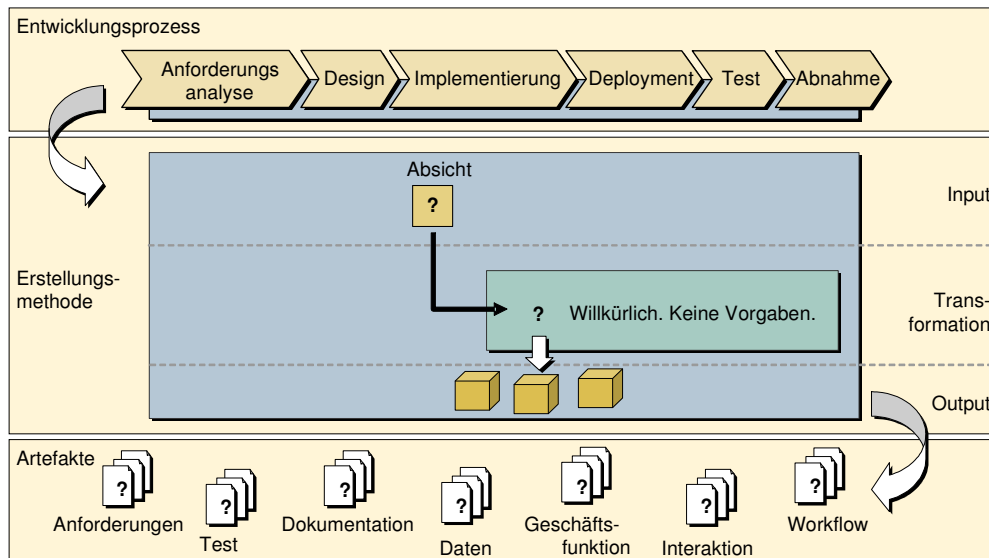 Entwicklungsprozess
Anforderungs
analyse
Design
Implementierung
Deployment
Test
Abnahme
Absicht
?
Input
Erstellungs-
methode
? Willkürlich. Keine Vorgaben.
Trans-
formation
Output
Artefakte
?
Anforderungen
?
Test
?
Dokumentation
?
Daten
?
Geschäfts-
funktion
?
Interaktion
?
Workflow